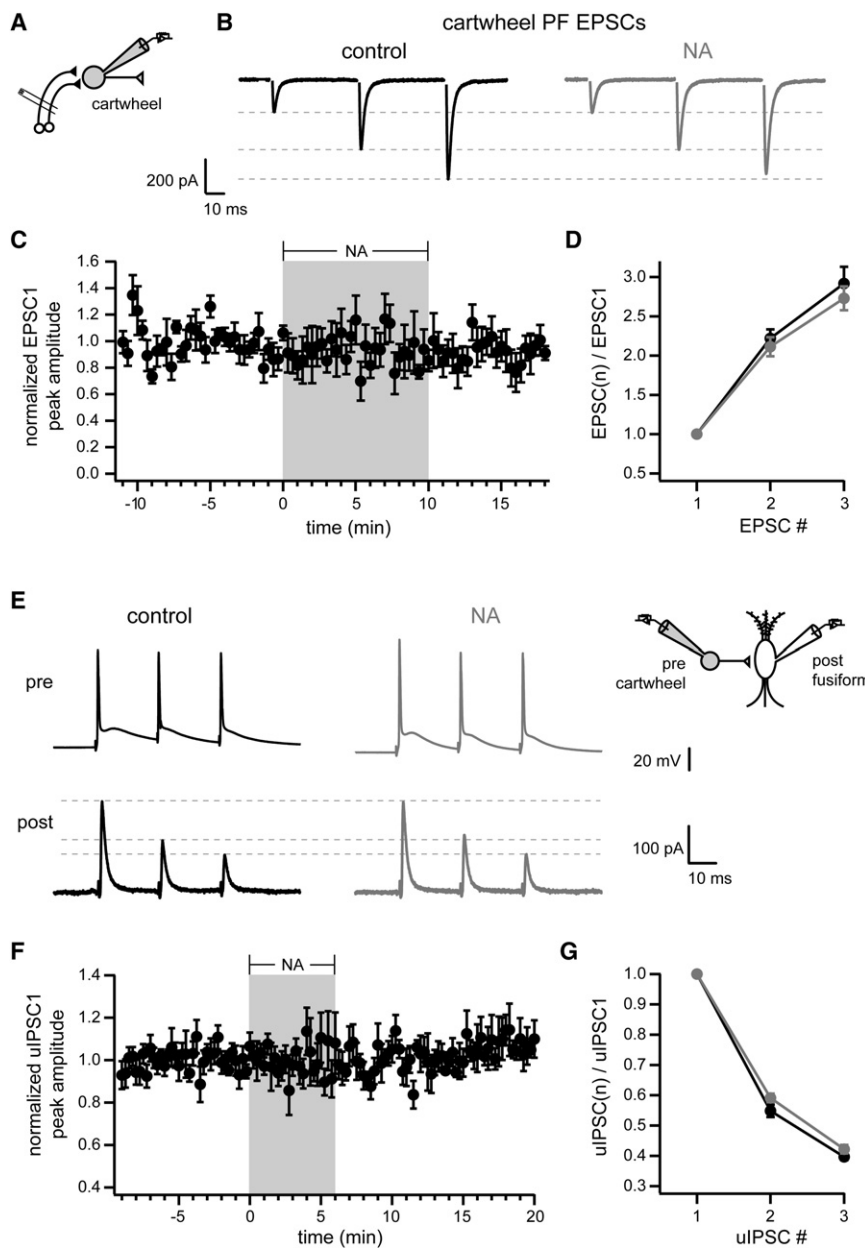 A
cartwheel
B
cartwheel PF EPSCs
control
NA
200 pA
10 ms
C
NA
normalized EPSC1
peak amplitude
1.6
1.4
1.2
1.0
0.8
0.6
0.4
0.2
0.0
-10
-5
0
5
10
15
time (min)
D
EPSC(n) / EPSC1
3.0
2.5
2.0
1.5
1.0
0.5
1
2
3
EPSC #
E
control
NA
pre
post
pre
cartwheel
post
fusiform
20 mV
100 pA
10 ms
F
NA
normalized uIPSC1
peak amplitude
1.4
1.2
1.0
0.8
0.6
0.4
-5
0
5
10
15
20
time (min)
G
uIPSC(n) / uIPSC1
1.0
0.9
0.8
0.7
0.6
0.5
0.4
0.3
1
2
3
uIPSC #